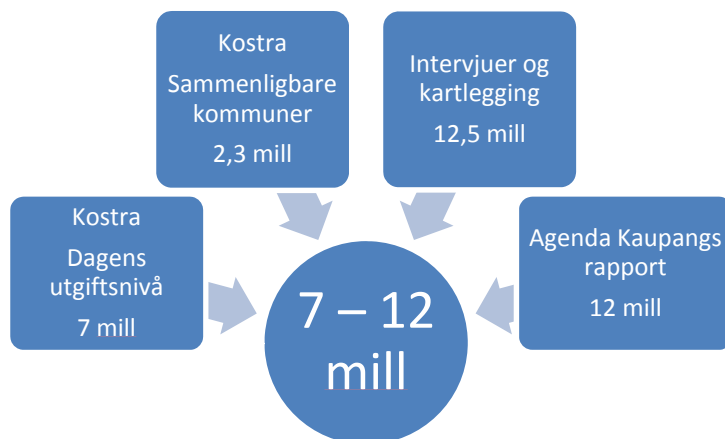 Kostra
Sammenligbare
kommuner
2,3 mill
Intervjuer og
kartlegging
12,5 mill
Kostra
Dagens
utgiftsnivå
7 mill
Agenda Kaupangs
rapport
12 mill
7 – 12
mill